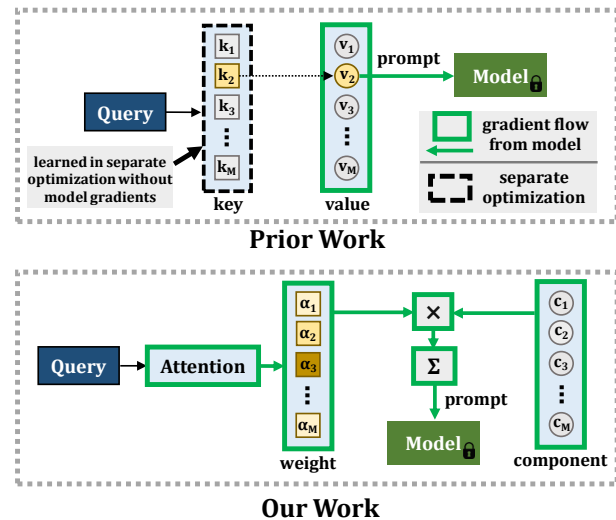 k1
k2
k3
⋮
kM
key
Query
learned in separate
optimization without
model gradients
v1
v2
v3
⋮
vM
value
prompt
Model
gradient flow
from model
separate
optimization
Prior Work
Query
Attention
α1
α2
α3
⋮
αM
weight
×
Σ
prompt
Model
c1
c2
c3
⋮
cM
component
Our Work